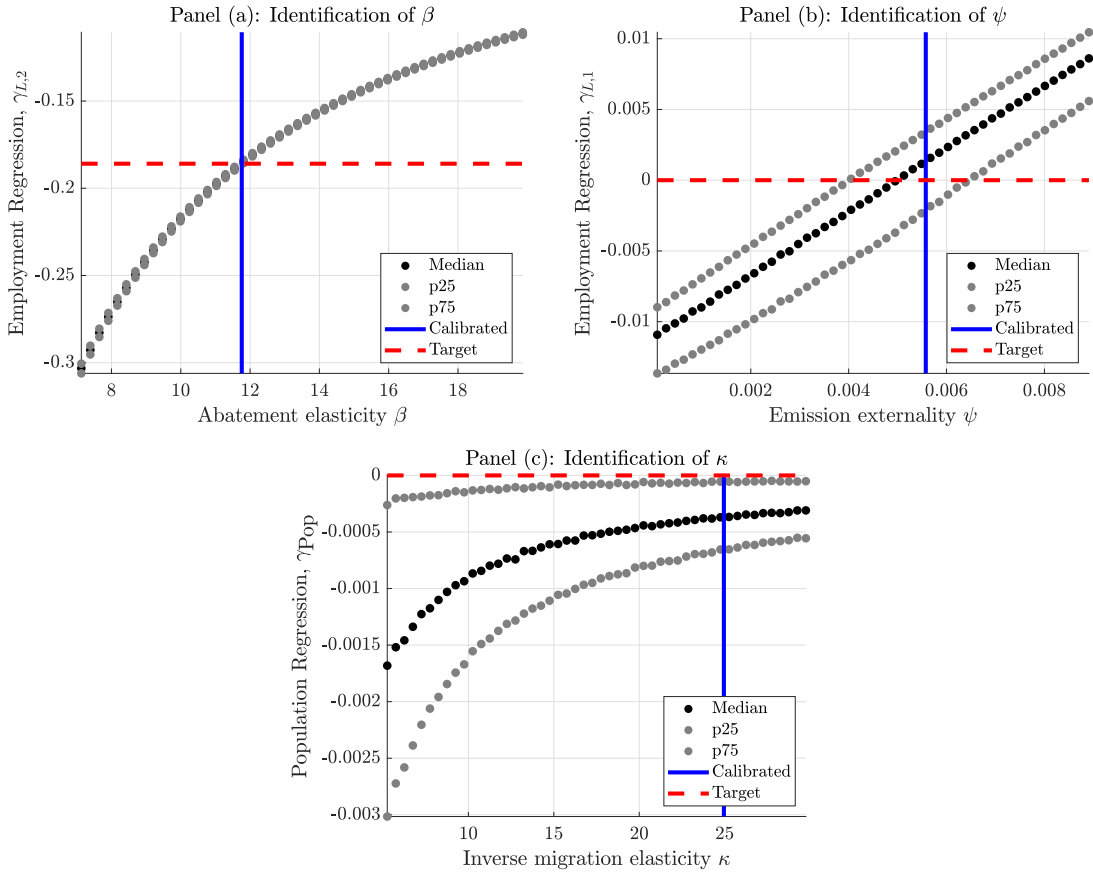 Panel (a): Identification of β
Employment Regression, γL,2
-0.15
-0.2
-0.25
-0.3
8 10 12 14 16 18
Abatement elasticity β
Median
p25
p75
Calibrated
Target
Panel (b): Identification of ψ
Employment Regression, γL,1
0.01
0.005
0
-0.005
-0.01
0.002 0.004 0.006 0.008
Emission externality ψ
Median
p25
p75
Calibrated
Target
Panel (c): Identification of κ
Population Regression, γPop
0
-0.0005
-0.001
-0.0015
-0.002
-0.0025
-0.003
10 15 20 25
Inverse migration elasticity κ
Median
p25
p75
Calibrated
Target